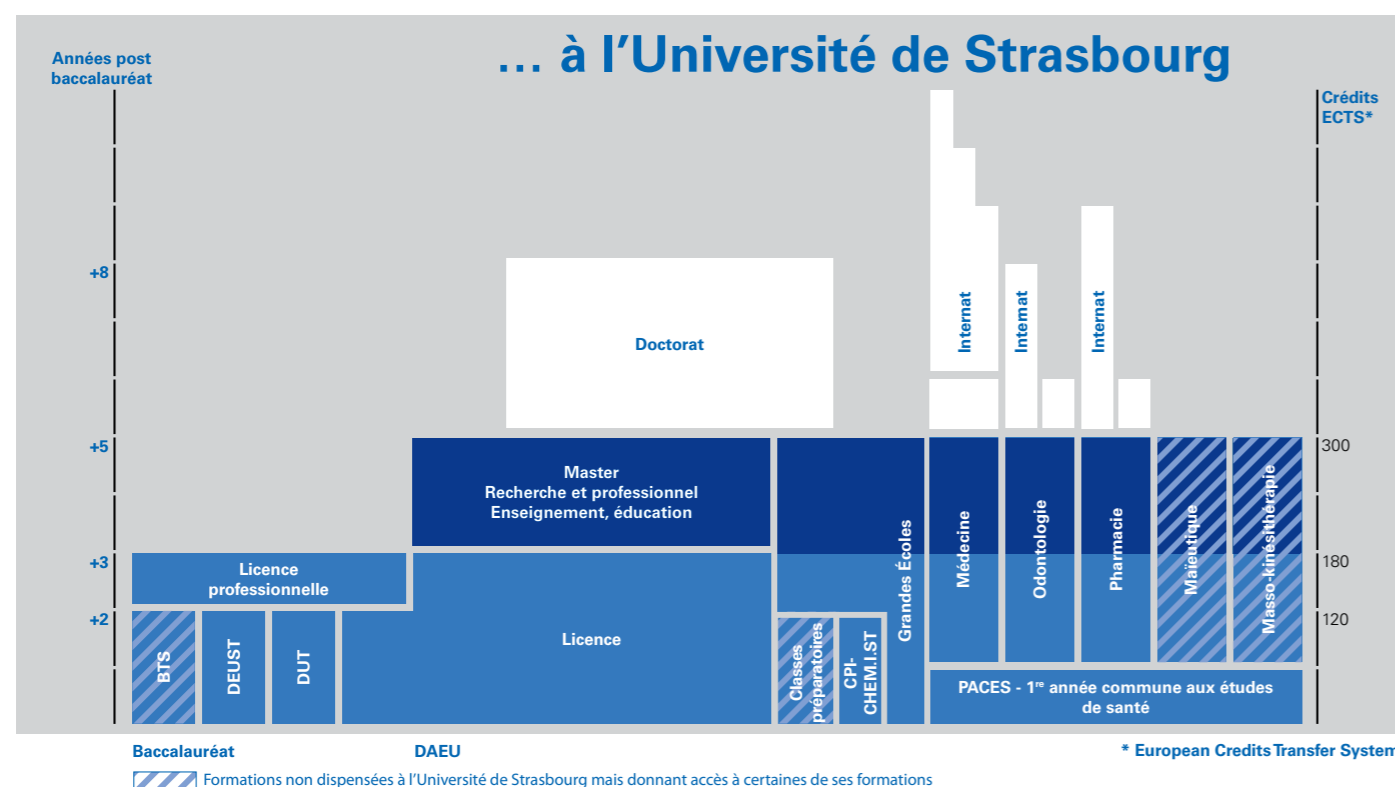 … à l’Université de Strasbourg
Années post
baccalauréat
Crédits
ECTS*
+8
Doctorat
Internat
Internat
Internat
+5
300
Master
Recherche et professionnel
Enseignement, éducation
Grandes Écoles
Médecine
Odontologie
Pharmacie
Maïeutique
Masso-kinésithérapie
+3
180
Licence
professionnelle
+2
120
BTS
DEUST
DUT
Licence
Classes
préparatoires
CPI-
CHEM.I.ST
PACES - 1re année commune aux études
de santé
Baccalauréat
DAEU
* European Credits Transfer System
Formations non dispensées à l’Université de Strasbourg mais donnant accès à certaines de ses formations